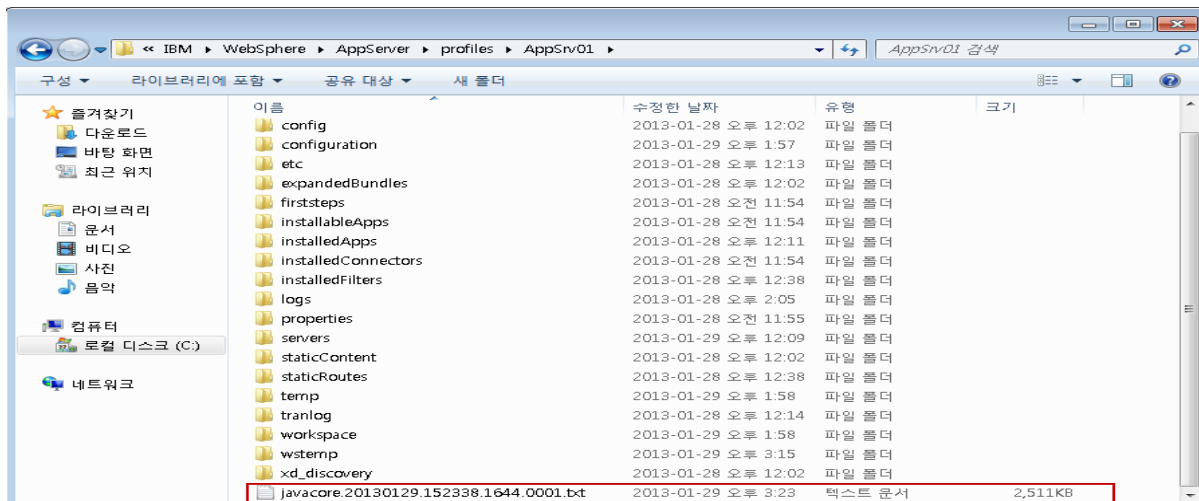 « IBM ▸ WebSphere ▸ AppServer ▸ profiles ▸ AppSrv01 ▸ AppSrv01 검색
구성 라이브러리에 포함 공유 대상 새 폴더
즐겨찾기
다운로드
바탕 화면
최근 위치
라이브러리
문서
비디오
사진
음악
컴퓨터
로컬 디스크 (C:)
네트워크
이름 수정한 날짜 유형 크기
config 2013-01-28 오후 12:02 파일 폴더
configuration 2013-01-29 오후 1:57 파일 폴더
etc 2013-01-28 오후 12:13 파일 폴더
expandedBundles 2013-01-28 오후 12:02 파일 폴더
firststeps 2013-01-28 오전 11:54 파일 폴더
installableApps 2013-01-28 오전 11:54 파일 폴더
installedApps 2013-01-28 오후 12:11 파일 폴더
installedConnectors 2013-01-28 오전 11:54 파일 폴더
installedFilters 2013-01-28 오후 12:38 파일 폴더
logs 2013-01-28 오후 2:05 파일 폴더
properties 2013-01-28 오전 11:55 파일 폴더
servers 2013-01-29 오후 12:09 파일 폴더
staticContent 2013-01-28 오후 12:02 파일 폴더
staticRoutes 2013-01-28 오후 12:38 파일 폴더
temp 2013-01-29 오후 1:58 파일 폴더
tranlog 2013-01-28 오후 12:14 파일 폴더
workspace 2013-01-29 오후 1:58 파일 폴더
wstemp 2013-01-29 오후 3:15 파일 폴더
xd_discovery 2013-01-28 오후 12:02 파일 폴더
javacore.20130129.152338.1644.0001.txt 2013-01-29 오후 3:23 텍스트 문서 2,511KB